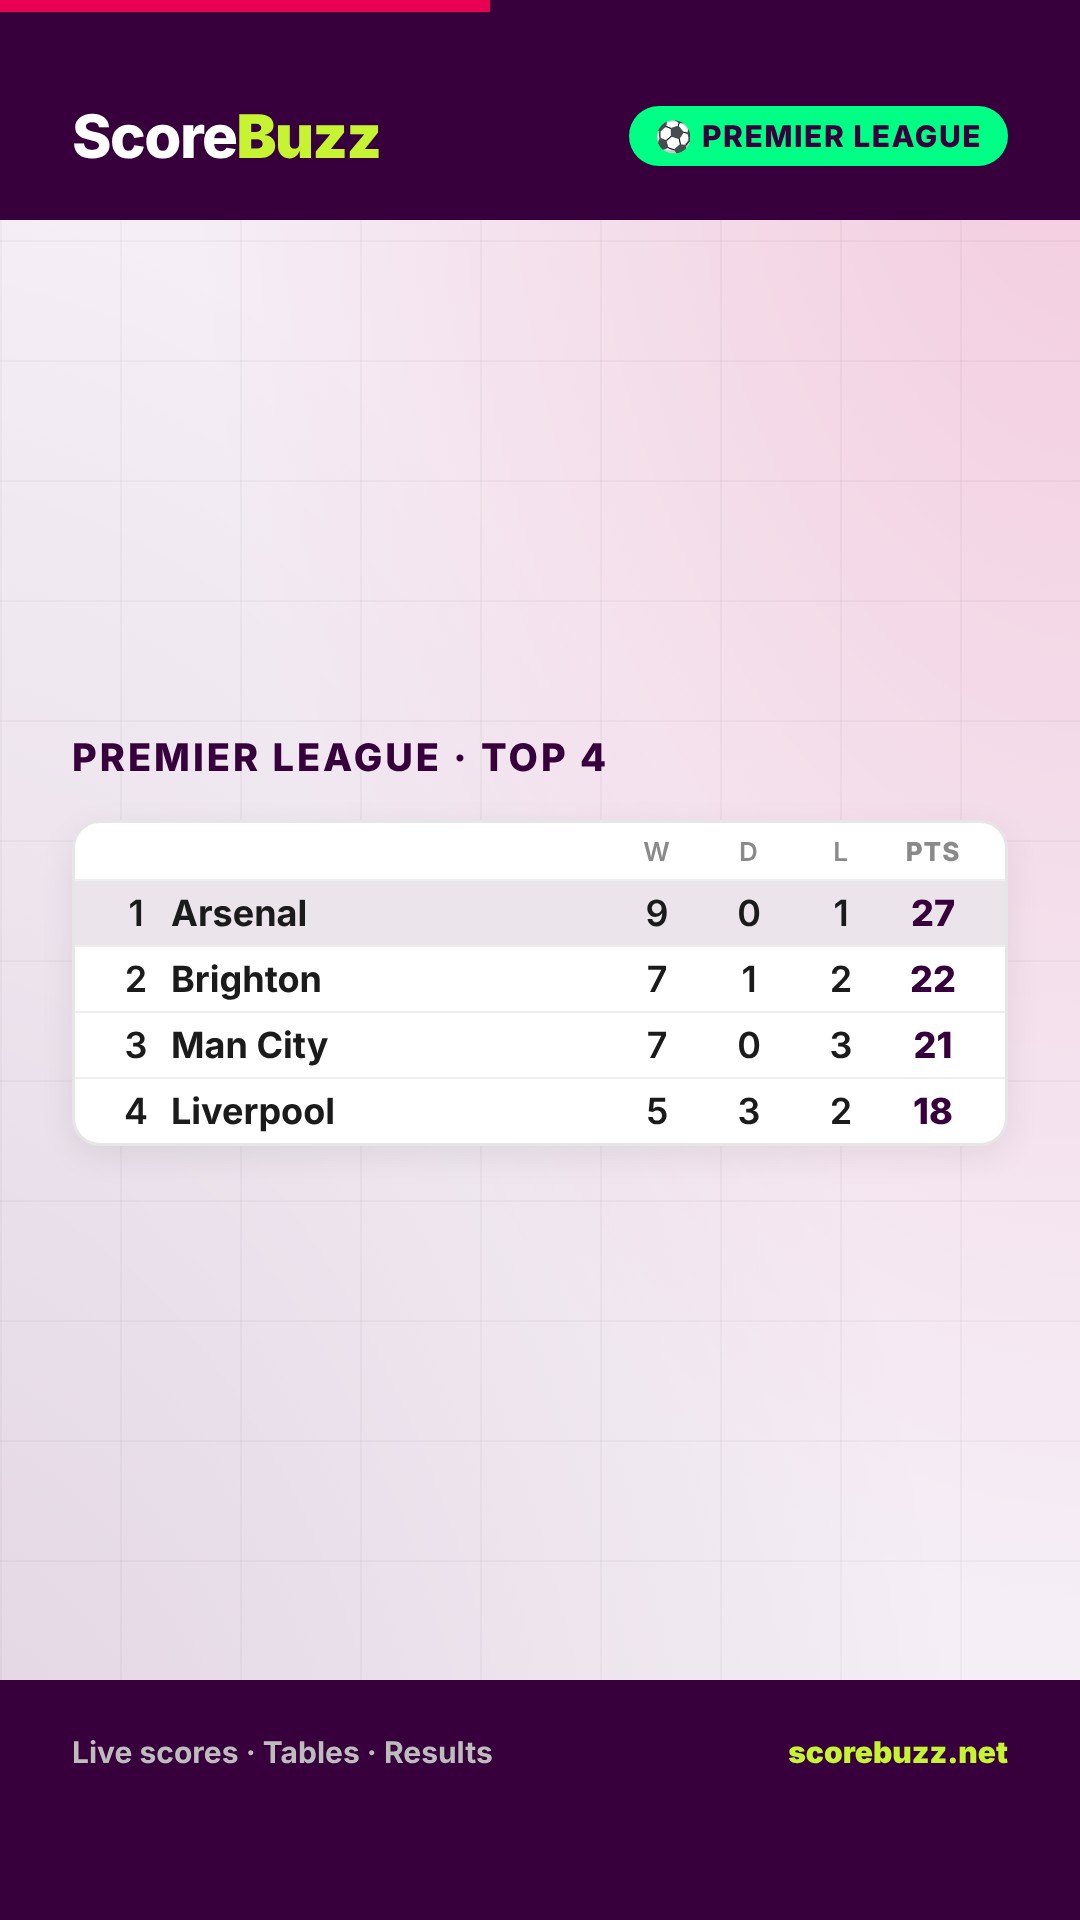 ScoreBuzz
⚽ PREMIER LEAGUE
PREMIER LEAGUE · TOP 4
W D L PTS
1 Arsenal 9 0 1 27
2 Brighton 7 1 2 22
3 Man City 7 0 3 21
4 Liverpool 5 3 2 18
Live scores · Tables · Results
scorebuzz.net